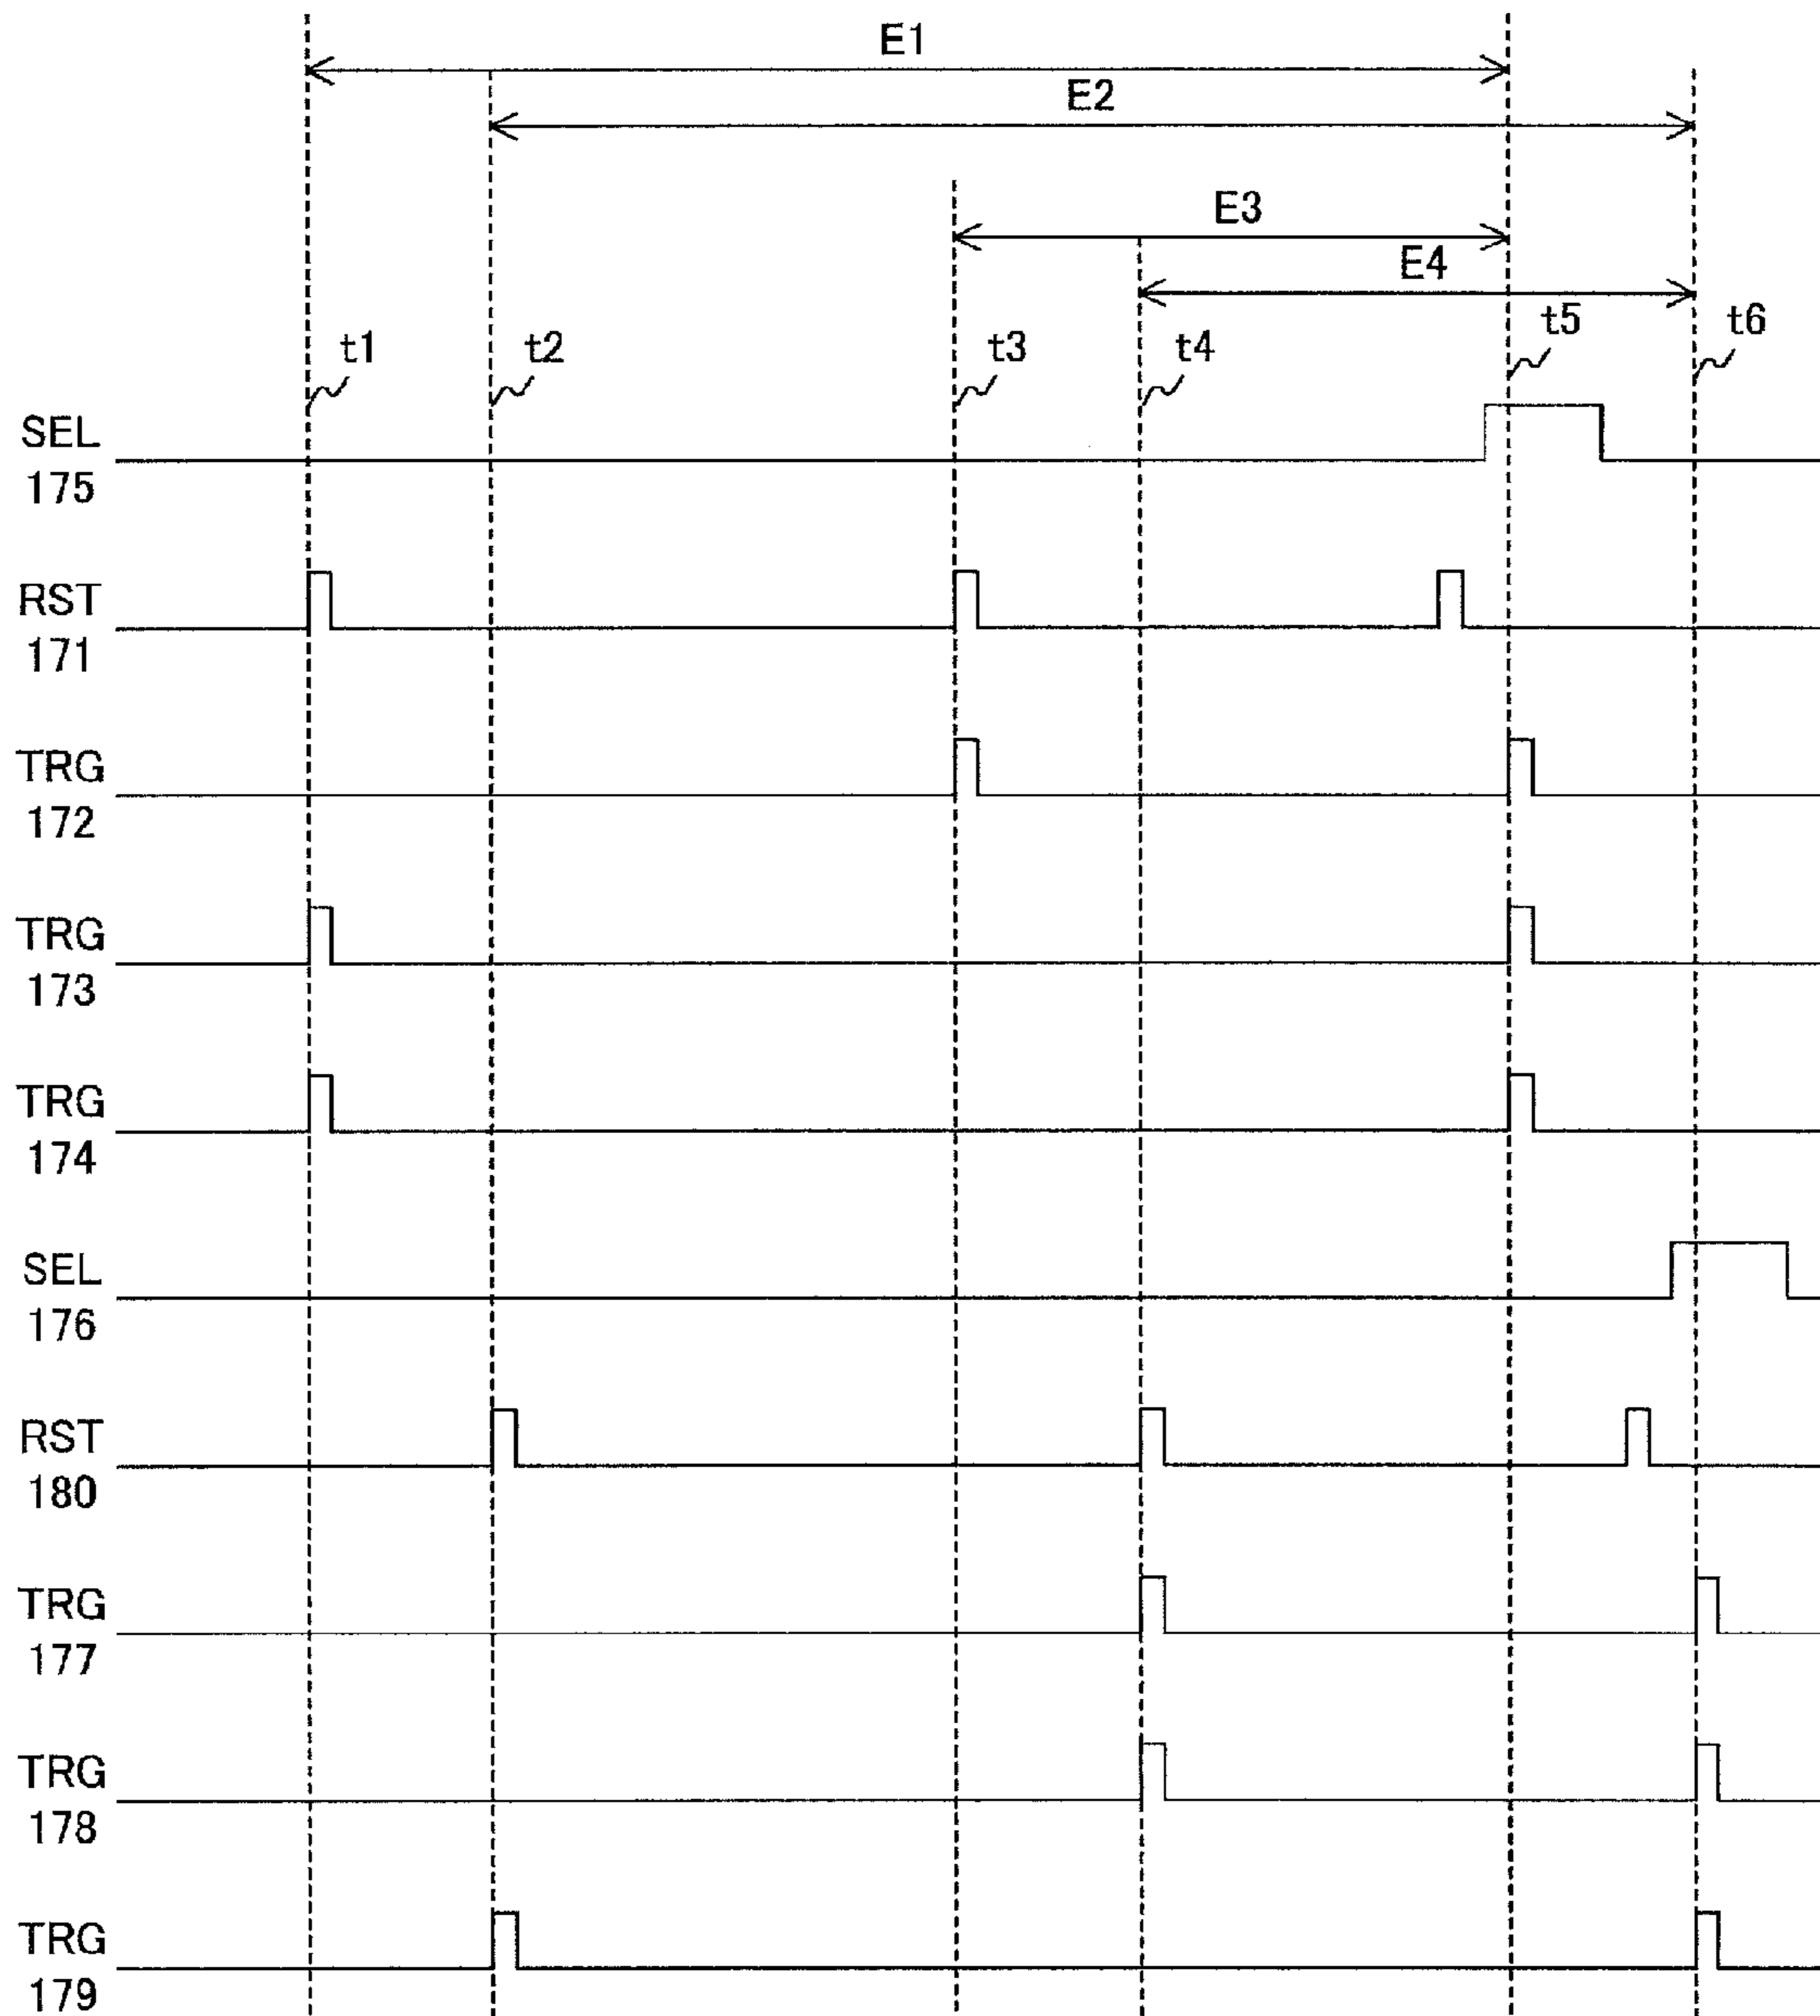 E1
E2
E3
E4
t1
t2
t3
t4
t5
t6
SEL
175
RST
171
TRG
172
TRG
173
TRG
174
SEL
176
RST
180
TRG
177
TRG
178
TRG
179